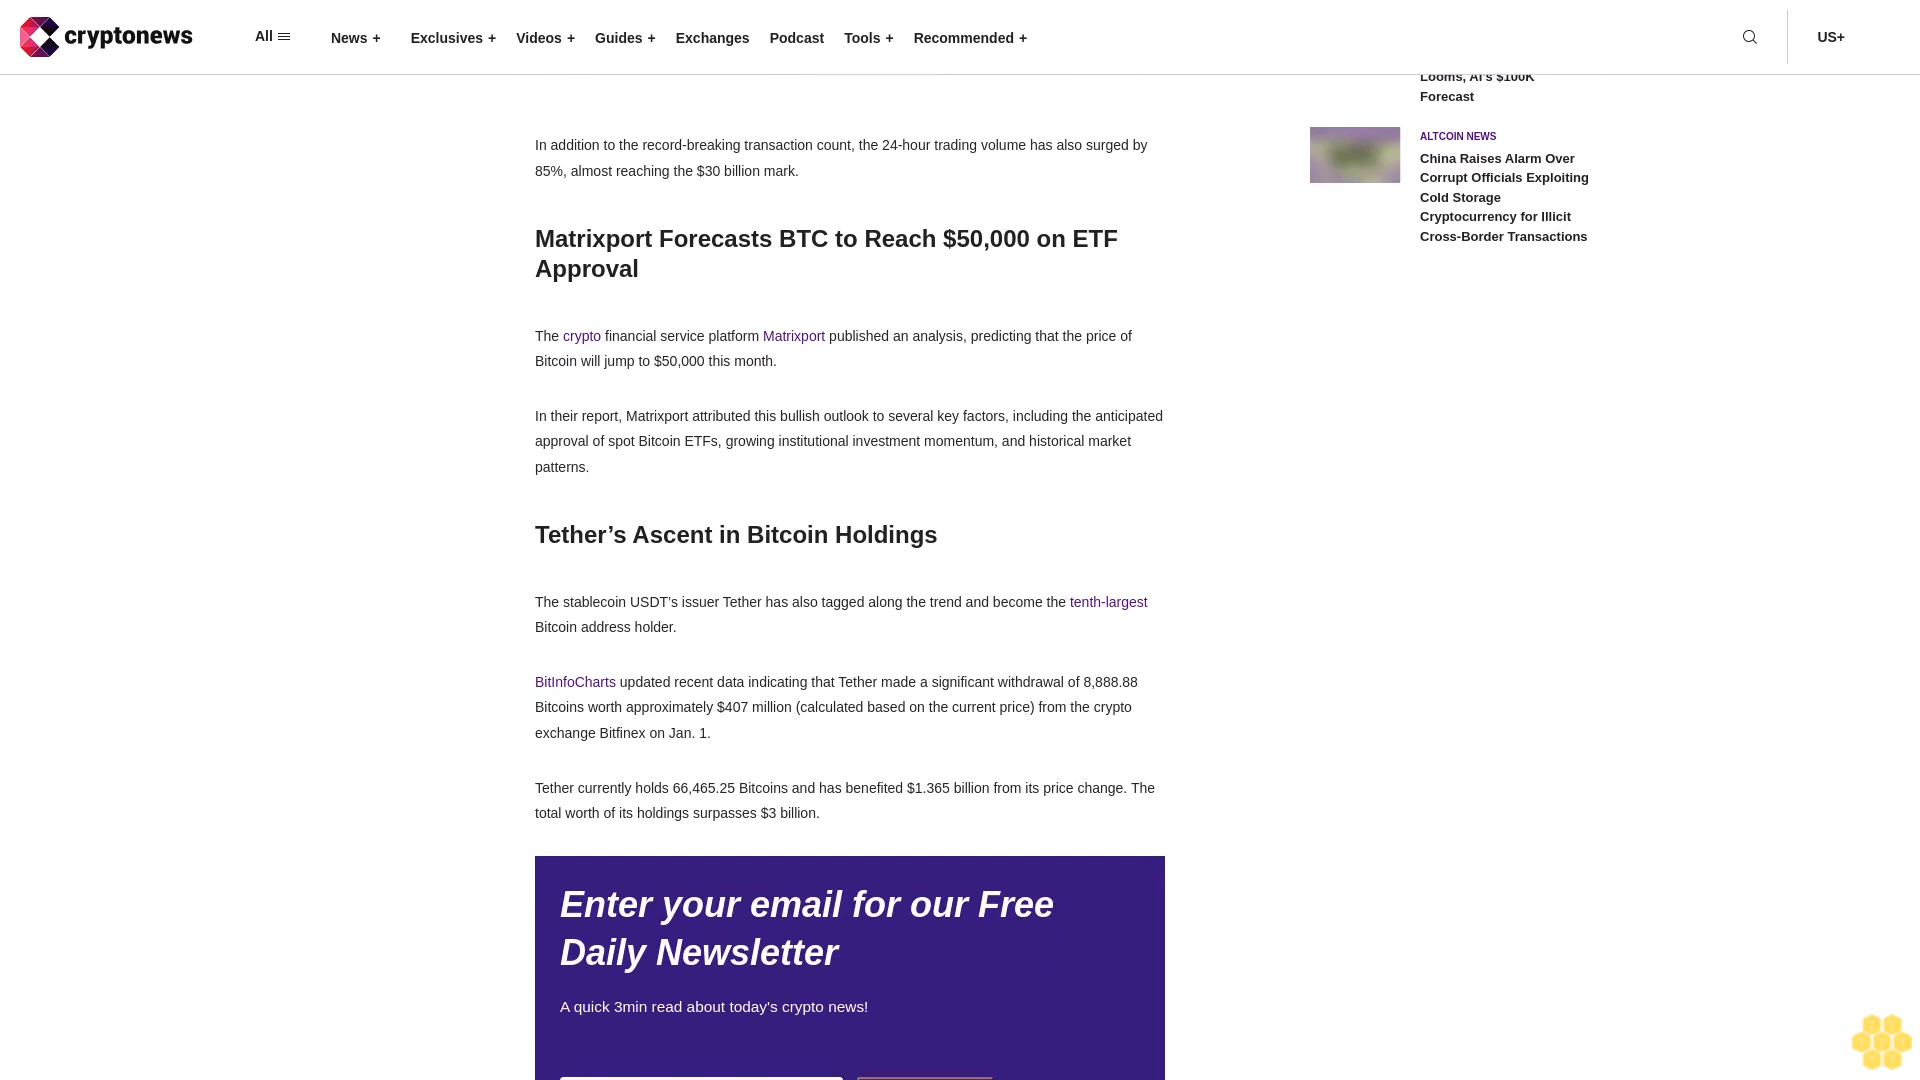 cryptonews
All
News +
Exclusives +
Videos +
Guides +
Exchanges
Podcast
Tools +
Recommended +
US+
In addition to the record-breaking transaction count, the 24-hour trading volume has also surged by
85%, almost reaching the $30 billion mark.
Matrixport Forecasts BTC to Reach $50,000 on ETF
Approval
The crypto financial service platform Matrixport published an analysis, predicting that the price of
Bitcoin will jump to $50,000 this month.
In their report, Matrixport attributed this bullish outlook to several key factors, including the anticipated
approval of spot Bitcoin ETFs, growing institutional investment momentum, and historical market
patterns.
Tether’s Ascent in Bitcoin Holdings
The stablecoin USDT’s issuer Tether has also tagged along the trend and become the tenth-largest
Bitcoin address holder.
BitInfoCharts updated recent data indicating that Tether made a significant withdrawal of 8,888.88
Bitcoins worth approximately $407 million (calculated based on the current price) from the crypto
exchange Bitfinex on Jan. 1.
Tether currently holds 66,465.25 Bitcoins and has benefited $1.365 billion from its price change. The
total worth of its holdings surpasses $3 billion.
Enter your email for our Free
Daily Newsletter
A quick 3min read about today's crypto news!
Looms, AI's $100K
Forecast
ALTCOIN NEWS
China Raises Alarm Over
Corrupt Officials Exploiting
Cold Storage
Cryptocurrency for Illicit
Cross-Border Transactions